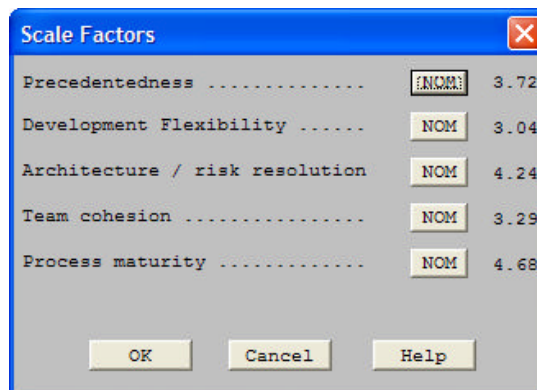 Scale Factors
Precedentedness .............. NOM 3.72
Development Flexibility ...... NOM 3.04
Architecture / risk resolution NOM 4.24
Team cohesion ................ NOM 3.29
Process maturity ............. NOM 4.68
OK Cancel Help